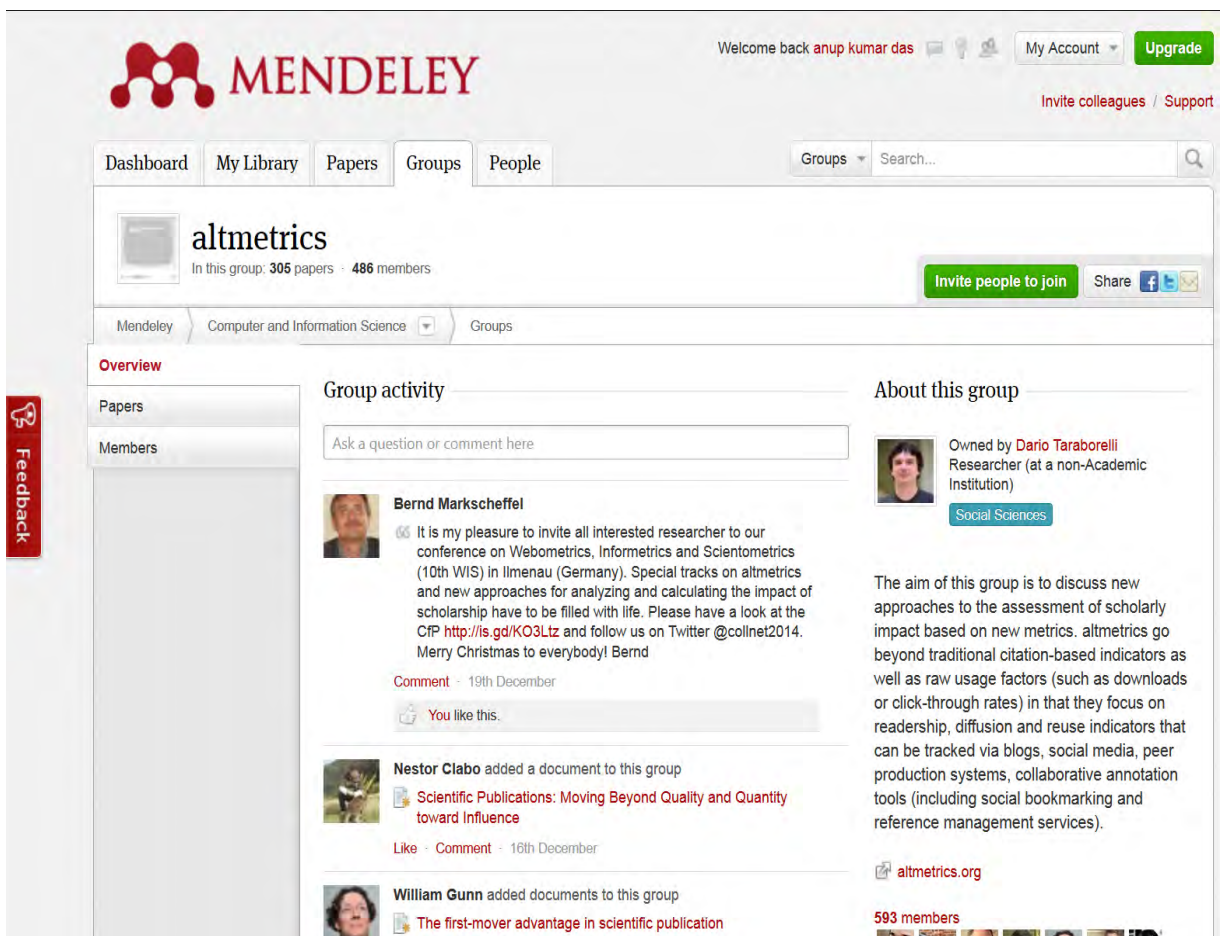 MENDELEY
Welcome back anup kumar das
My Account
Upgrade
Invite colleagues / Support
Dashboard
My Library
Papers
Groups
People
Groups
Search...
altmetrics
In this group: 305 papers · 486 members
Invite people to join
Share
Mendeley
Computer and Information Science
Groups
Overview
Papers
Members
Feedback
Group activity
Ask a question or comment here
Bernd Markscheffel
It is my pleasure to invite all interested researcher to our
conference on Webometrics, Informetrics and Scientometrics
(10th WIS) in Ilmenau (Germany). Special tracks on altmetrics
and new approaches for analyzing and calculating the impact of
scholarship have to be filled with life. Please have a look at the
CfP http://is.gd/KO3Ltz and follow us on Twitter @collnet2014.
Merry Christmas to everybody! Bernd
Comment · 19th December
You like this.
Nestor Clabo added a document to this group
Scientific Publications: Moving Beyond Quality and Quantity
toward Influence
Like · Comment · 16th December
William Gunn added documents to this group
The first-mover advantage in scientific publication
About this group
Owned by Dario Taraborelli
Researcher (at a non-Academic
Institution)
Social Sciences
The aim of this group is to discuss new
approaches to the assessment of scholarly
impact based on new metrics. altmetrics go
beyond traditional citation-based indicators as
well as raw usage factors (such as downloads
or click-through rates) in that they focus on
readership, diffusion and reuse indicators that
can be tracked via blogs, social media, peer
production systems, collaborative annotation
tools (including social bookmarking and
reference management services).
altmetrics.org
593 members